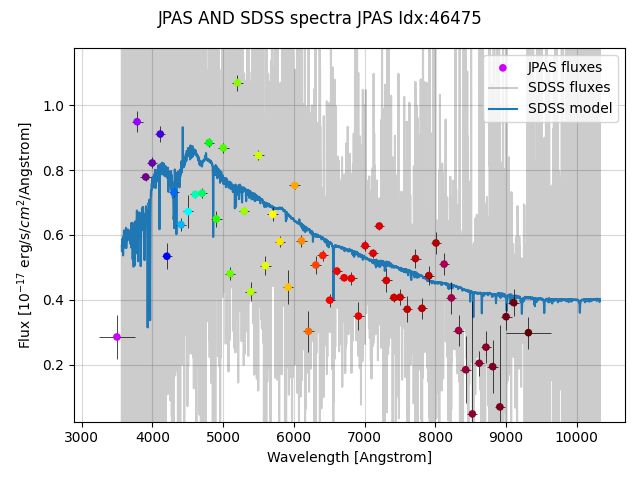 JPAS AND SDSS spectra JPAS Idx:46475
JPAS fluxes
SDSS fluxes
SDSS model
Flux [10⁻¹⁷ erg/s/cm²/Angstrom]
1.0
0.8
0.6
0.4
0.2
3000 4000 5000 6000 7000 8000 9000 10000
Wavelength [Angstrom]